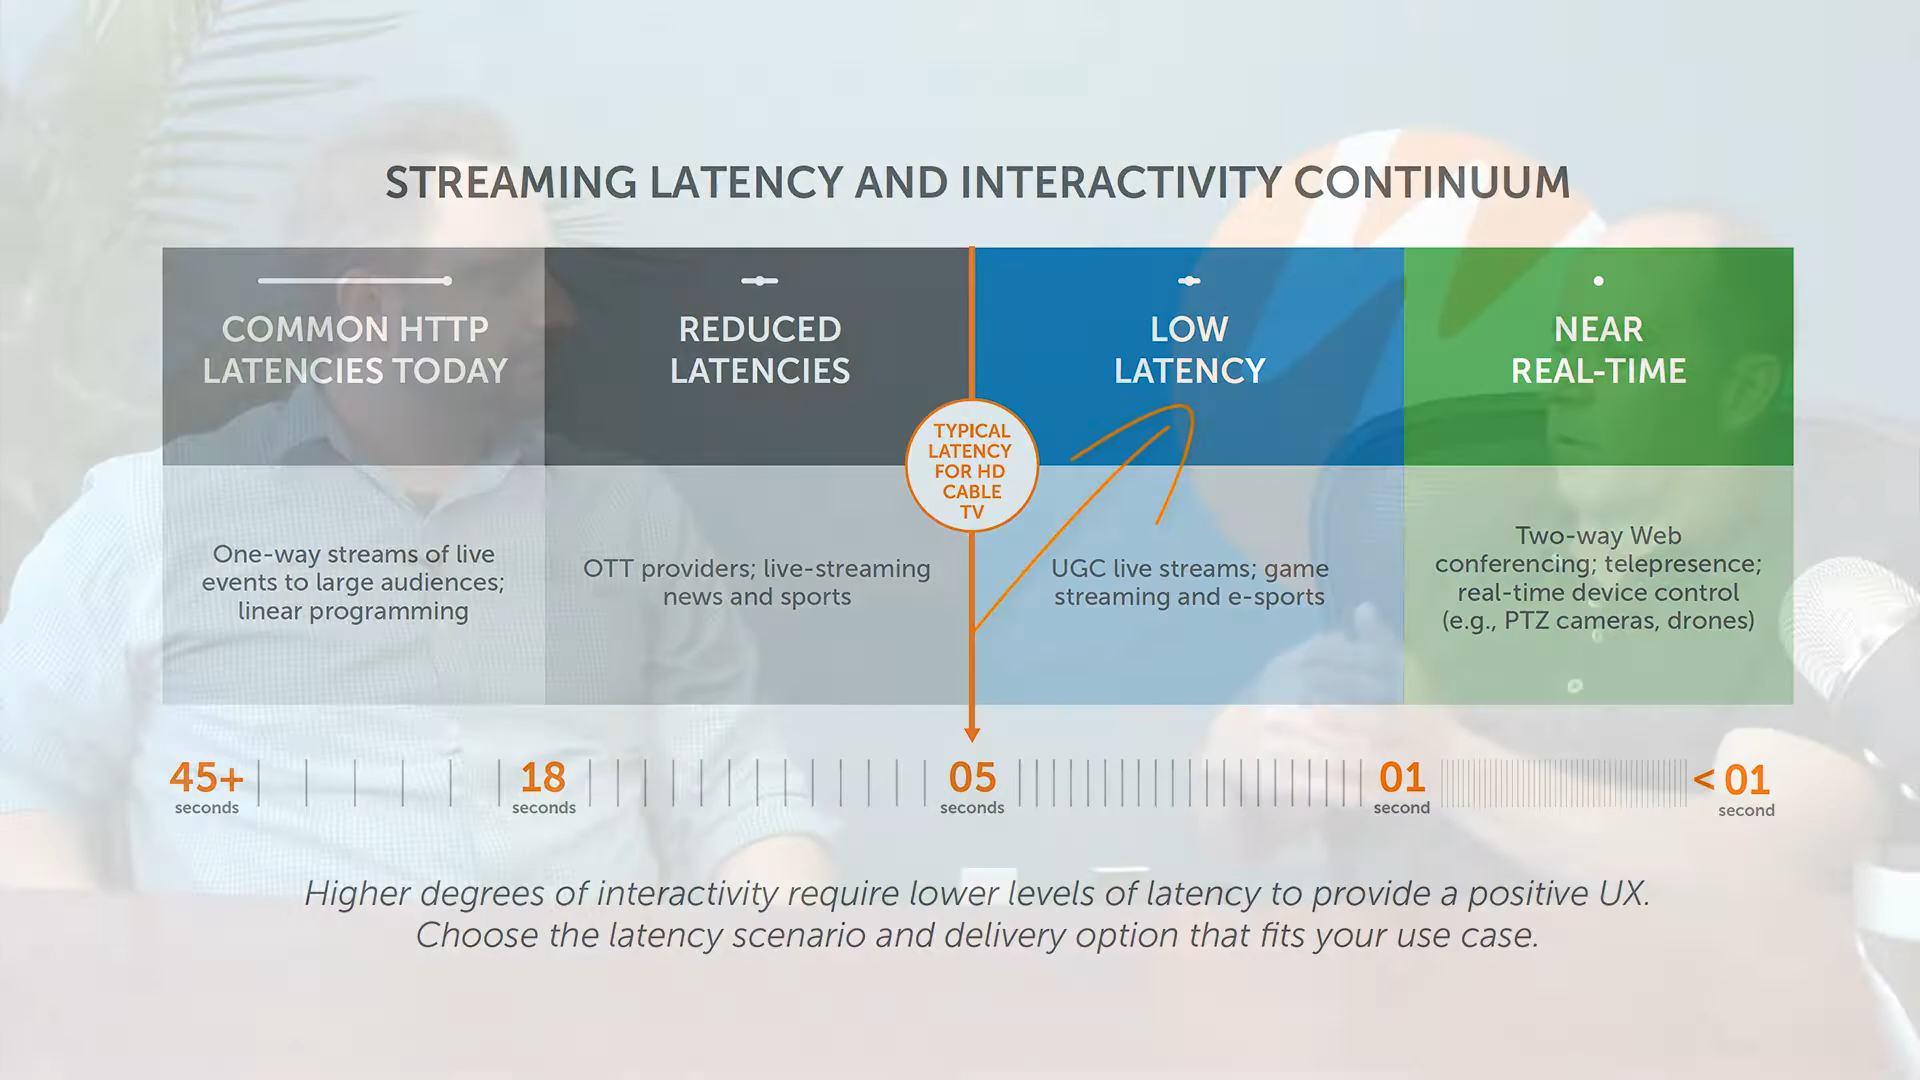 STREAMING LATENCY AND INTERACTIVITY CONTINUUM
COMMON HTTP
LATENCIES TODAY
REDUCED
LATENCIES
LOW
LATENCY
NEAR
REAL-TIME
TYPICAL
LATENCY
FOR HD
CABLE
TV
One-way streams of live
events to large audiences;
linear programming
OTT providers; live-streaming
news and sports
UGC live streams; game
streaming and e-sports
Two-way Web
conferencing; telepresence;
real-time device control
(e.g., PTZ cameras, drones)
45+
seconds
18
seconds
05
seconds
01
second
< 01
second
Higher degrees of interactivity require lower levels of latency to provide a positive UX.
Choose the latency scenario and delivery option that fits your use case.